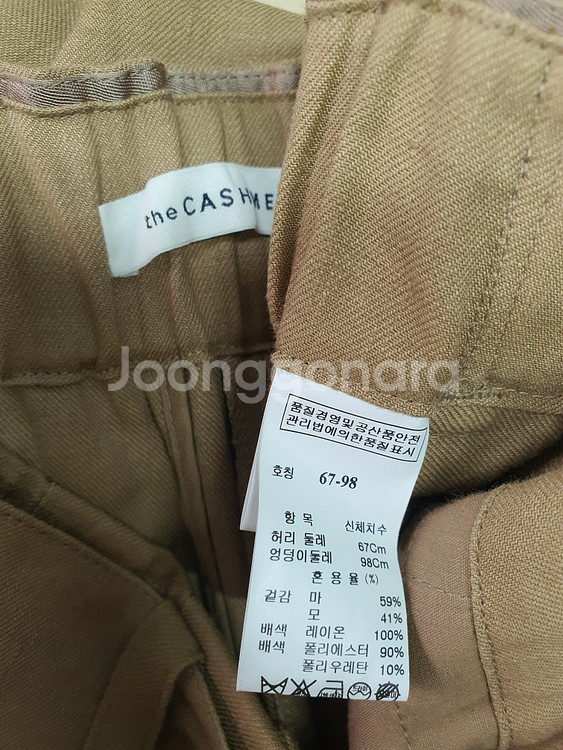 the CASHME
Joonggonara
품질경영및공산품안전
관리법에의한품질표시
호칭 67-98
항 목 신체치수
허리 둘레 67Cm
엉덩이둘레 98Cm
혼 용 율 (%)
겉감 마 59%
모 41%
배색 레이온 100%
배색 폴리에스터 90%
폴리우레탄 10%